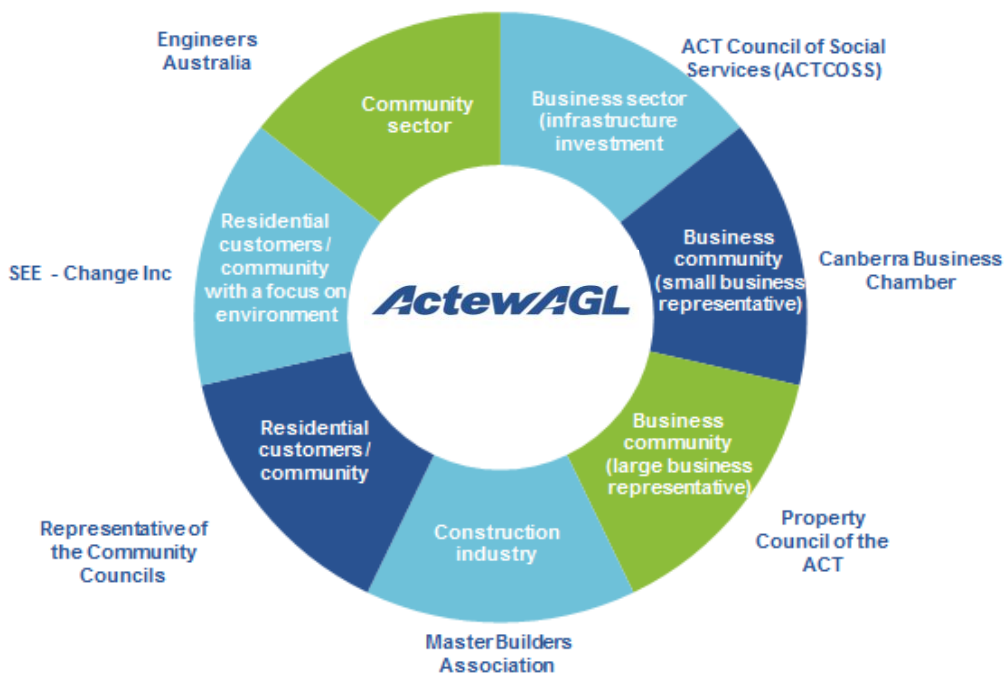 Engineers
Australia
ACT Council of Social
Services (ACTCOSS)
Community
sector
Business sector
(infrastructure
investment
Residential
customers/
community
with a focus on
environment
SEE - Change Inc
ActewAGL
Business
community
(small business
representative)
Canberra Business
Chamber
Residential
customers/
community
Business
community
(large business
representative)
Representative of
the Community
Councils
Construction
industry
Property
Council of the
ACT
Master Builders
Association